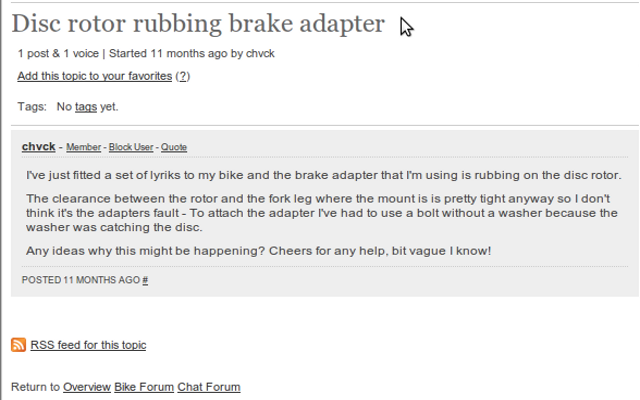 Disc rotor rubbing brake adapter
1 post & 1 voice | Started 11 months ago by chvck
Add this topic to your favorites (?)
Tags: No tags yet.
chvck - Member - Block User - Quote
I've just fitted a set of lyriks to my bike and the brake adapter that I'm using is rubbing on the disc rotor.
The clearance between the rotor and the fork leg where the mount is is pretty tight anyway so I don't
think it's the adapters fault - To attach the adapter I've had to use a bolt without a washer because the
washer was catching the disc.
Any ideas why this might be happening? Cheers for any help, bit vague I know!
POSTED 11 MONTHS AGO #
RSS feed for this topic
Return to Overview Bike Forum Chat Forum